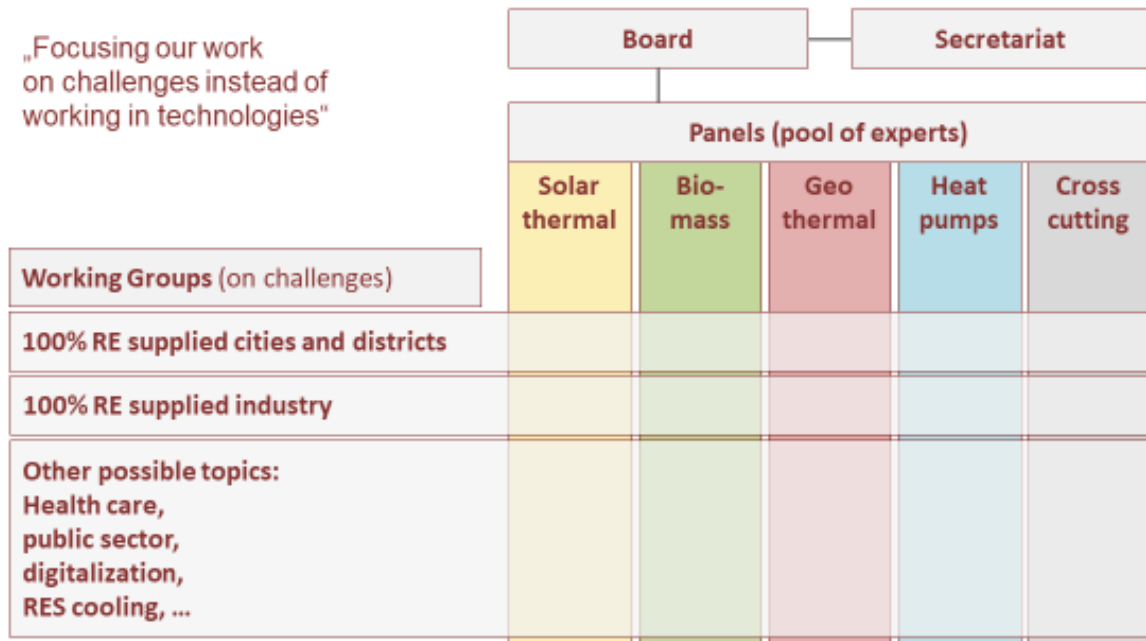 „Focusing our work
on challenges instead of
working in technologies“
Board
Secretariat
Panels (pool of experts)
Solar
thermal
Bio-
mass
Geo
thermal
Heat
pumps
Cross
cutting
Working Groups (on challenges)
100% RE supplied cities and districts
100% RE supplied industry
Other possible topics:
Health care,
public sector,
digitalization,
RES cooling, ...